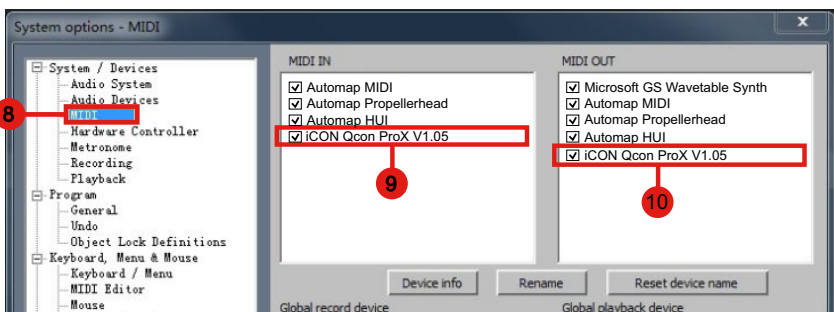 System options - MIDI
x
System / Devices
Audio System
Audio Devices
MIDI
Hardware Controller
Metronome
Recording
Playback
Program
General
Undo
Object Lock Definitions
Keyboard, Menu & Mouse
Keyboard / Menu
MIDI Editor
Mouse
8
MIDI IN
Automap MIDI
Automap Propellerhead
Automap HUI
iCON Qcon ProX V1.05
9
MIDI OUT
Microsoft GS Wavetable Synth
Automap MIDI
Automap Propellerhead
Automap HUI
iCON Qcon ProX V1.05
10
Device info
Rename
Reset device name
Global record device
Global playback device